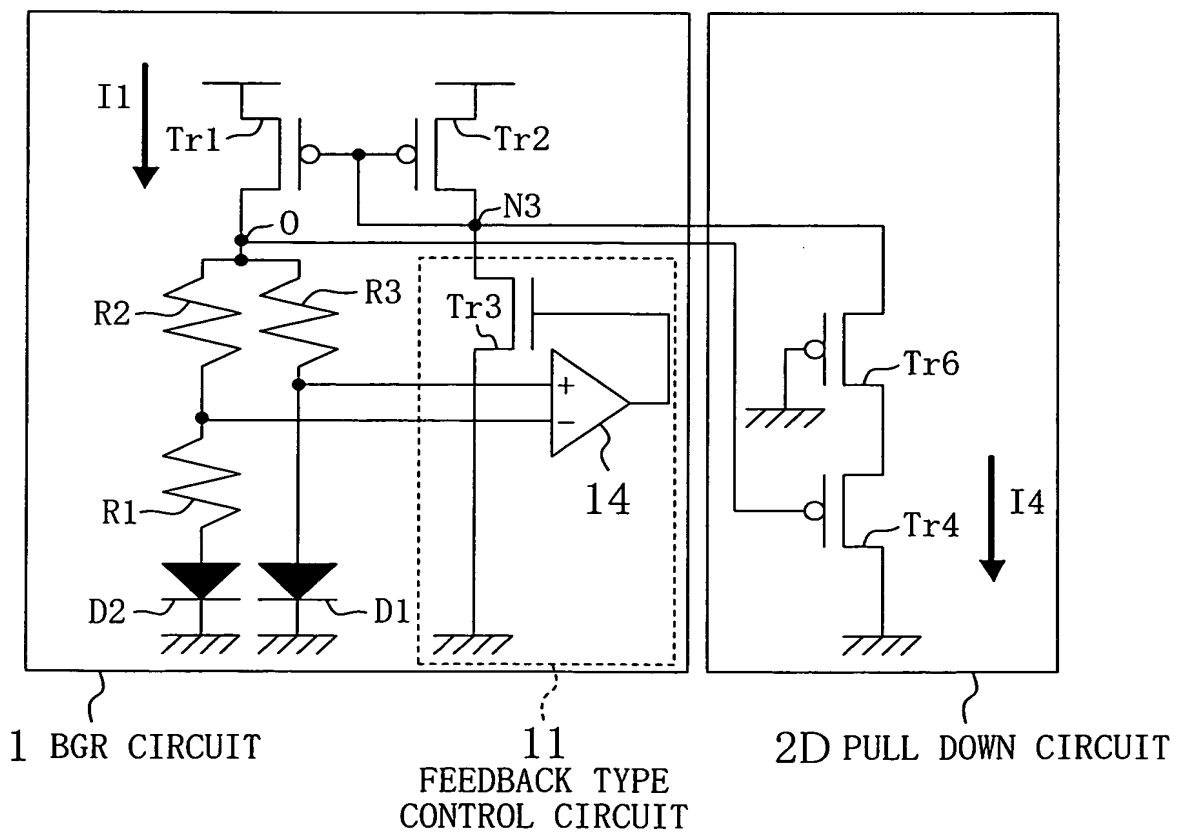 I1
Tr1
Tr2
O
N3
R2
R3
Tr3
Tr6
+
−
14
R1
Tr4
I4
D2
D1
1 BGR CIRCUIT
11
FEEDBACK TYPE
CONTROL CIRCUIT
2D PULL DOWN CIRCUIT